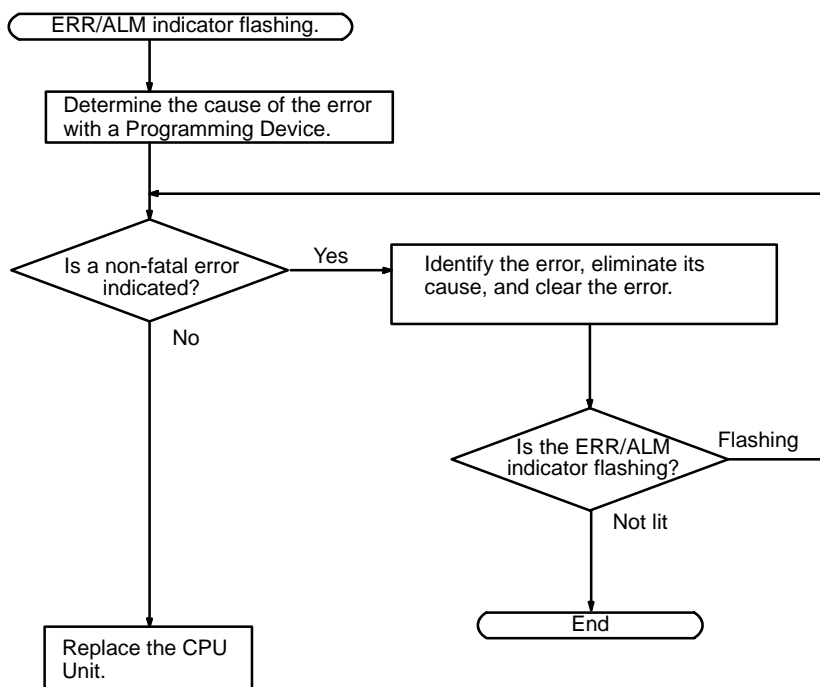 ERR/ALM indicator flashing.
Determine the cause of the error
with a Programming Device.
Is a non-fatal error
indicated?
Yes
Identify the error, eliminate its
cause, and clear the error.
No
Is the ERR/ALM
indicator flashing?
Flashing
Not lit
End
Replace the CPU
Unit.